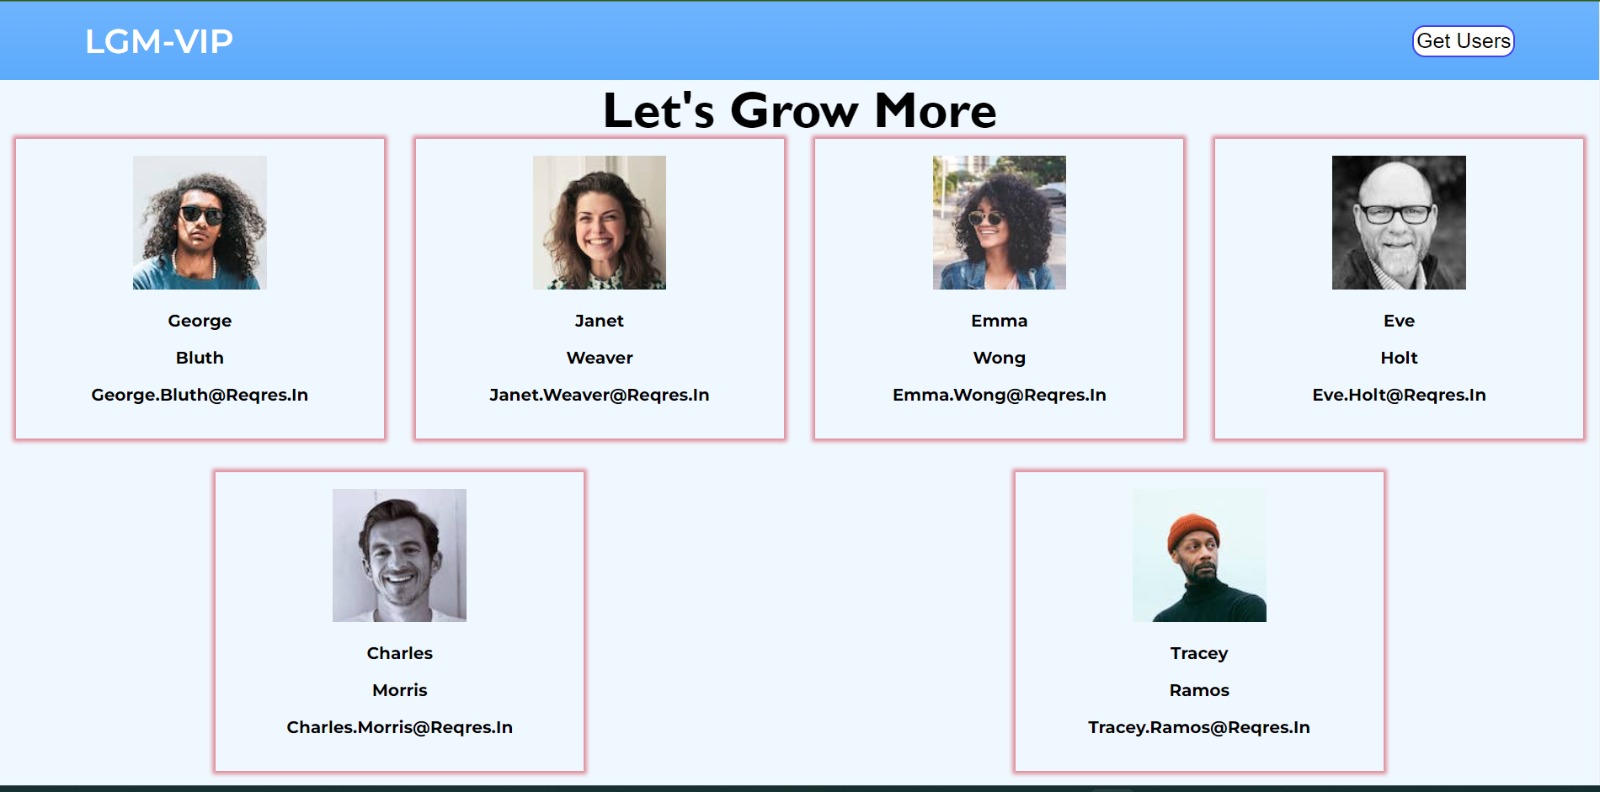 LGM-VIP
Get Users
Let's Grow More
George
Bluth
George.Bluth@Reqres.In
Janet
Weaver
Janet.Weaver@Reqres.In
Emma
Wong
Emma.Wong@Reqres.In
Eve
Holt
Eve.Holt@Reqres.In
Charles
Morris
Charles.Morris@Reqres.In
Tracey
Ramos
Tracey.Ramos@Reqres.In